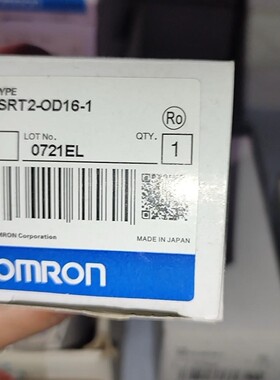 YPE
SRT2-OD16-1
Ro
LOT No.
QTY.
0721EL
1
MRON Corporation
MADE IN JAPAN
OMRON